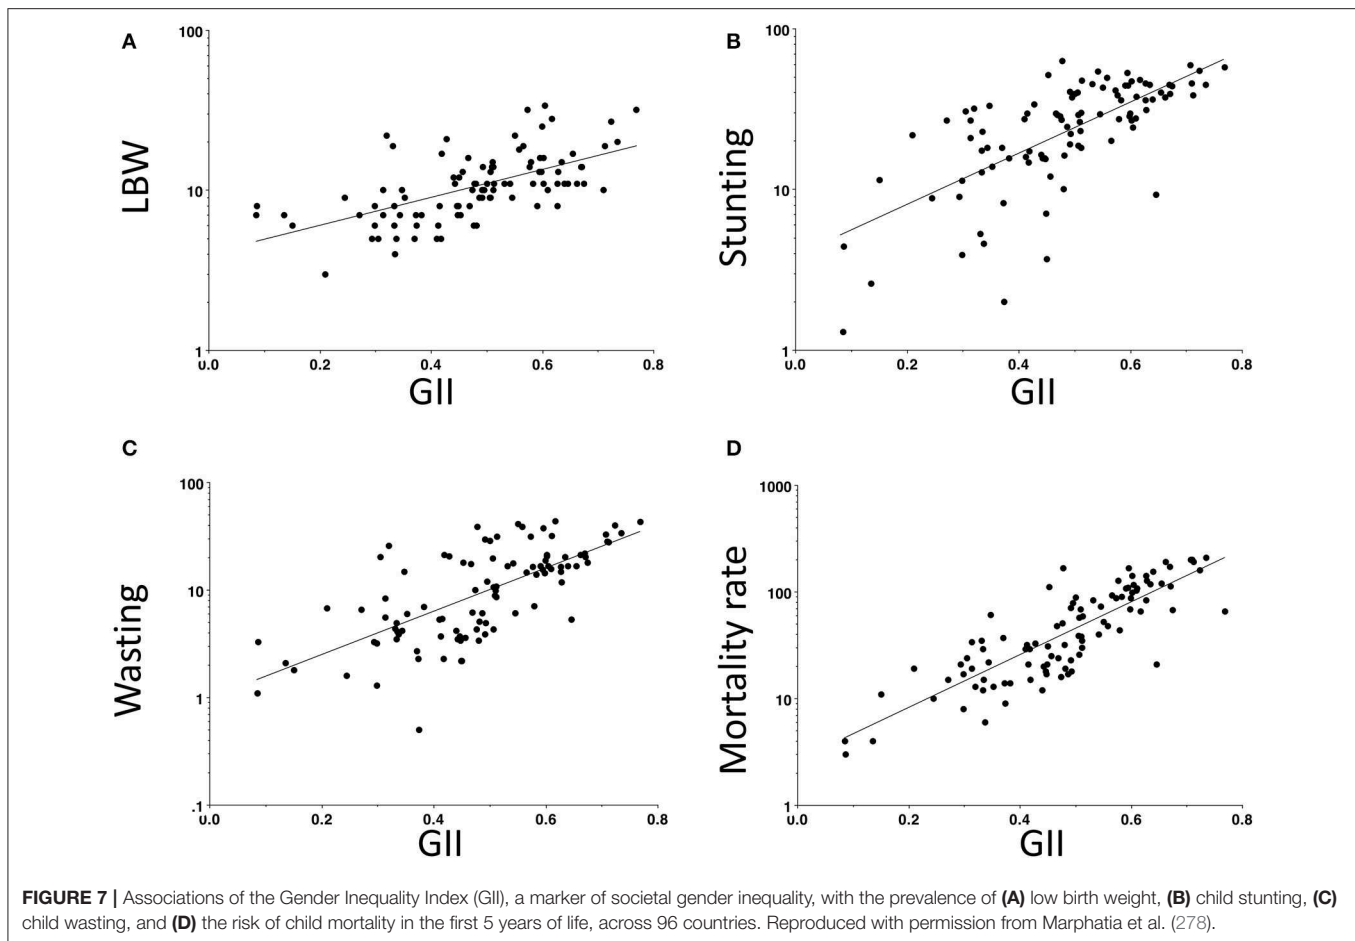 A
100
10
1
0.0 0.2 0.4 0.6 0.8
LBW
GII
B
100
10
1
0.0 0.2 0.4 0.6 0.8
Stunting
GII
C
100
10
1
.1
0.0 0.2 0.4 0.6 0.8
Wasting
GII
D
1000
100
10
1
0.0 0.2 0.4 0.6 0.8
Mortality rate
GII
FIGURE 7 | Associations of the Gender Inequality Index (GII), a marker of societal gender inequality, with the prevalence of (A) low birth weight, (B) child stunting, (C)
child wasting, and (D) the risk of child mortality in the first 5 years of life, across 96 countries. Reproduced with permission from Marphatia et al. (278).